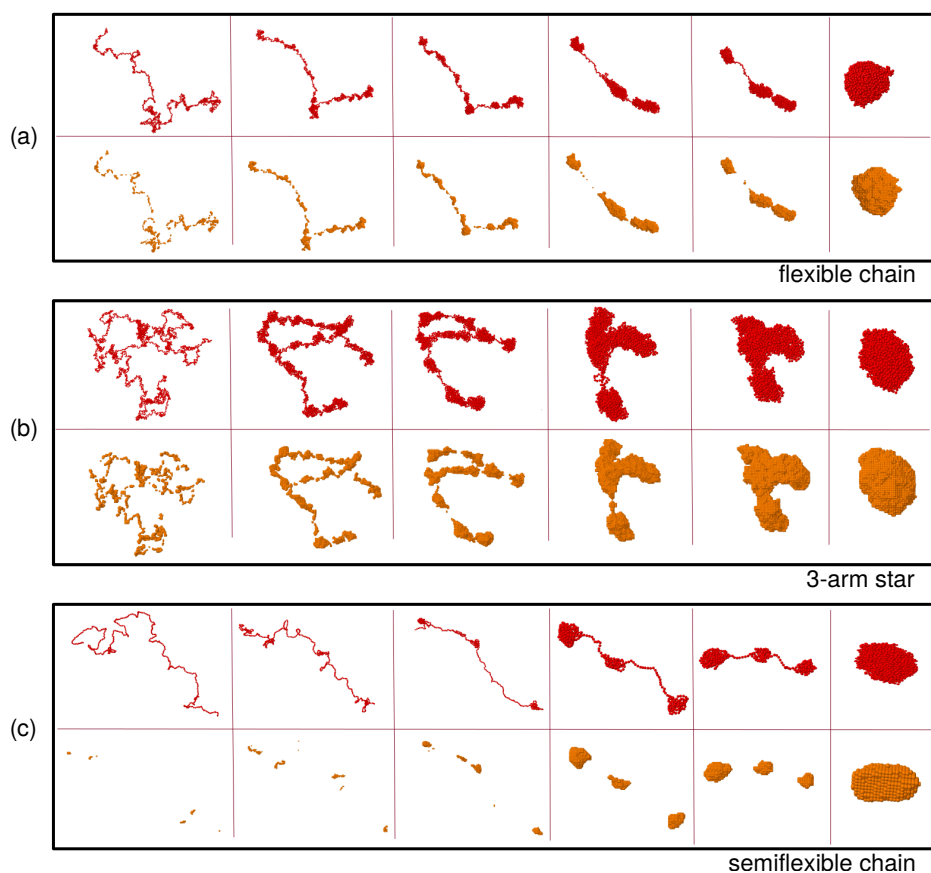 (a)
flexible chain
(b)
3-arm star
(c)
semiflexible chain